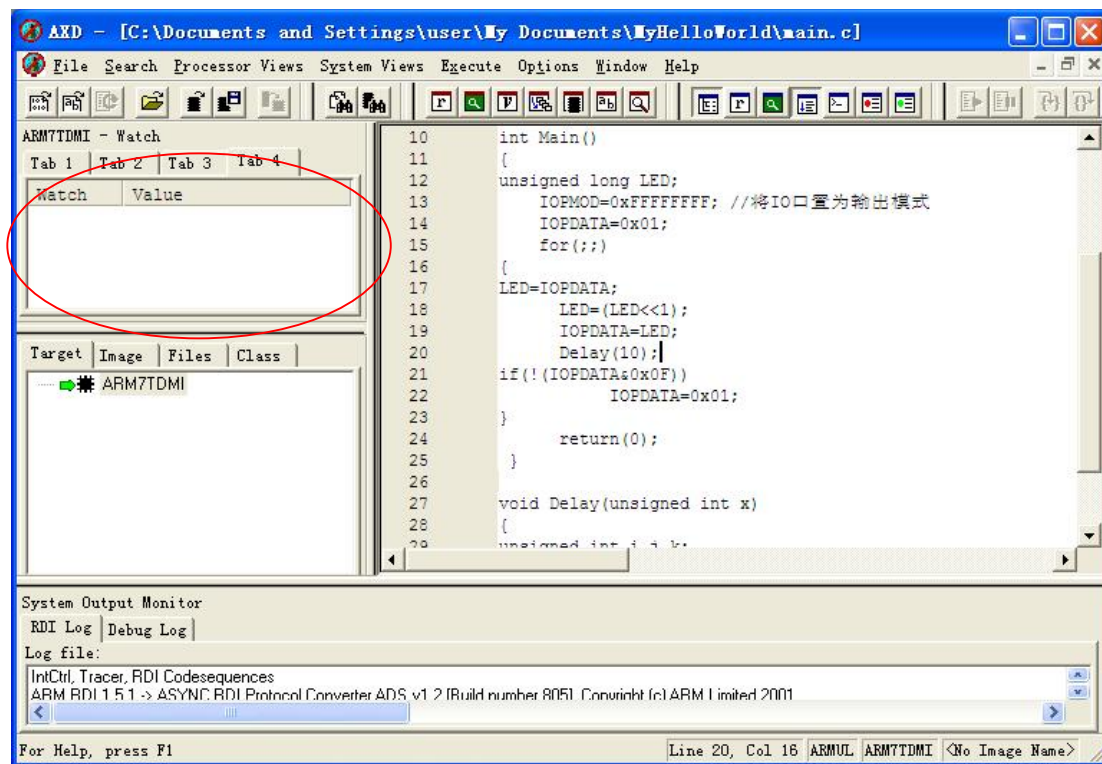 AXD - [C:\Documents and Settings\user\My Documents\MyHelloWorld\main.c]
File Search Processor Views System Views Execute Options Window Help
ARM7TDMI - Watch
Tab 1 Tab 2 Tab 3 Tab 4
Watch Value
10 int Main()
11 {
12 unsigned long LED;
13 IOPMOD=0xFFFFFFFF; //将IO口置为输出模式
14 IOPDATA=0x01;
15 for(;;)
16 {
17 LED=IOPDATA;
18 LED=(LED<<1);
19 IOPDATA=LED;
20 Delay(10);
21 if(!(IOPDATA&0x0F))
22 IOPDATA=0x01;
23 }
24 return(0);
25 }
26
27 void Delay(unsigned int x)
28 {
29 unsigned int i,j,k;
Target Image Files Class
ARM7TDMI
System Output Monitor
RDI Log Debug Log
Log file:
IntCtrl, Tracer, RDI Codesequences
ARM RDI 1.5.1 -> ASYNC RDI Protocol Converter ADS v1.2 [Build number 805]. Copyright (c) ARM Limited 2001.
For Help, press F1
Line 20, Col 16 ARMUL ARM7TDMI <No Image Name>